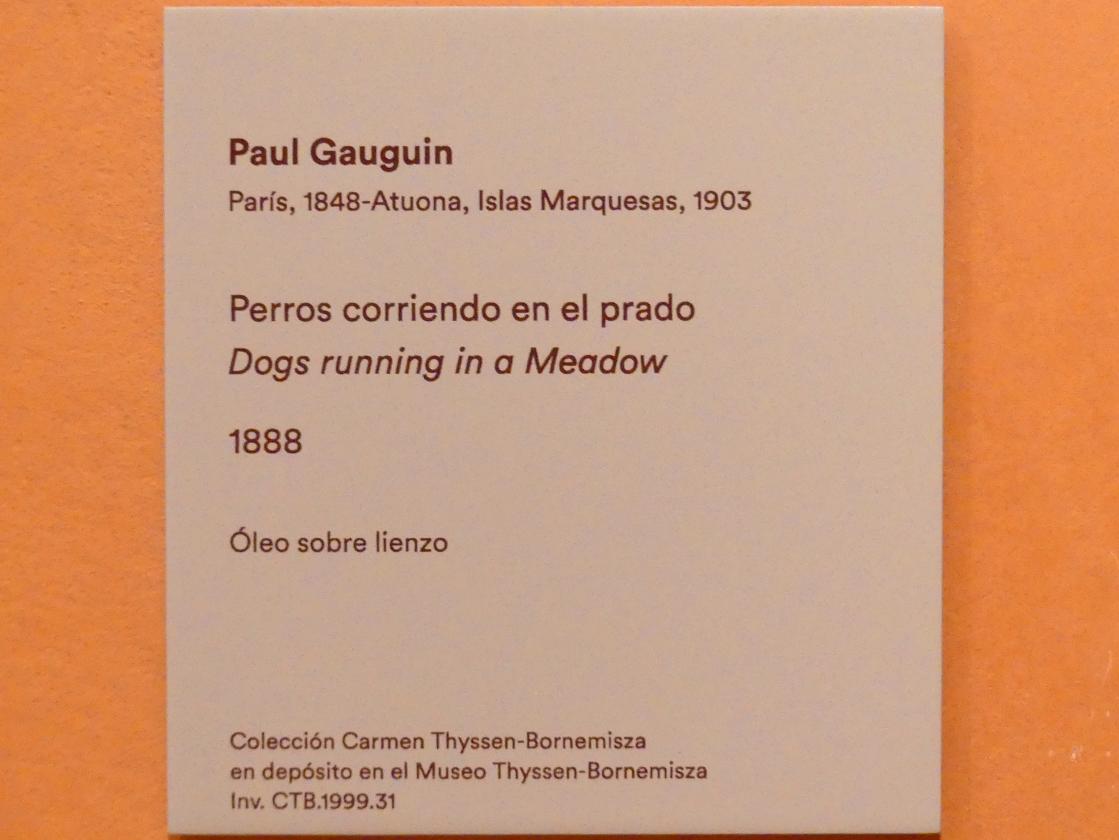 Paul Gauguin
París, 1848-Atuona, Islas Marquesas, 1903
Perros corriendo en el prado
Dogs running in a Meadow
1888
Óleo sobre lienzo
Colección Carmen Thyssen-Bornemisza
en depósito en el Museo Thyssen-Bornemisza
Inv. CTB.1999.31